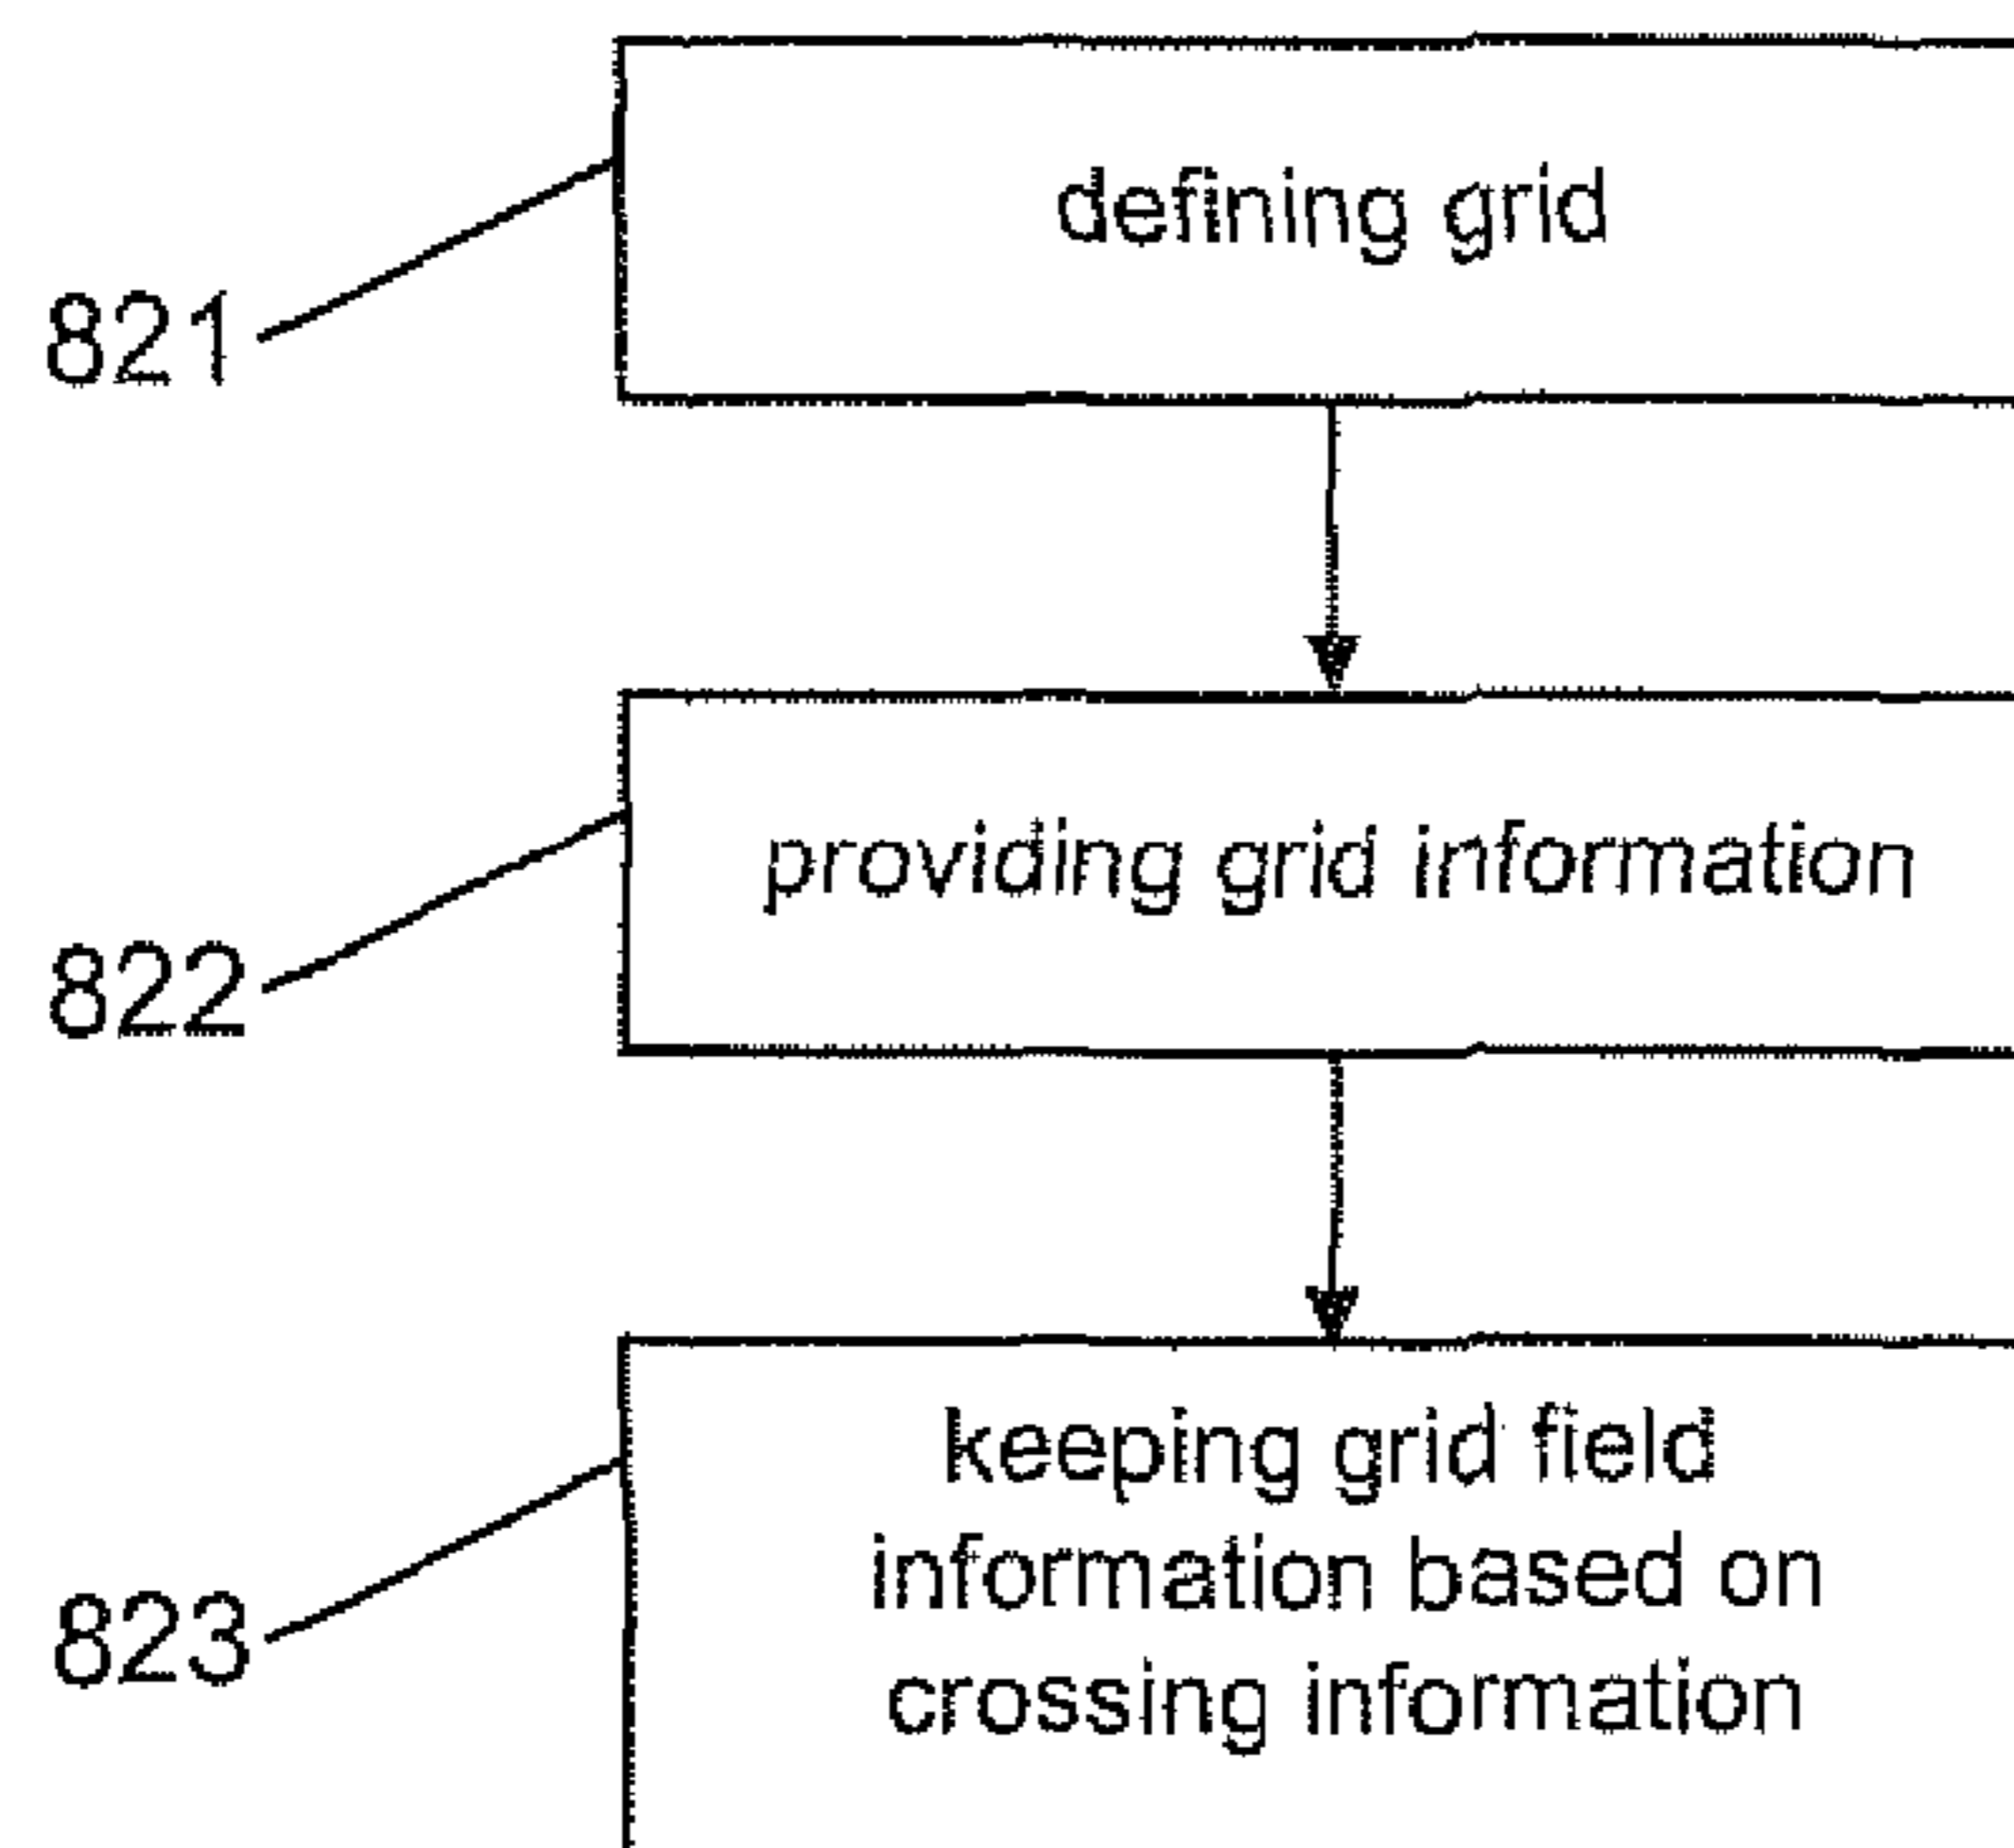 defining grid
821
providing grid information
822
keeping grid field
information based on
crossing information
823